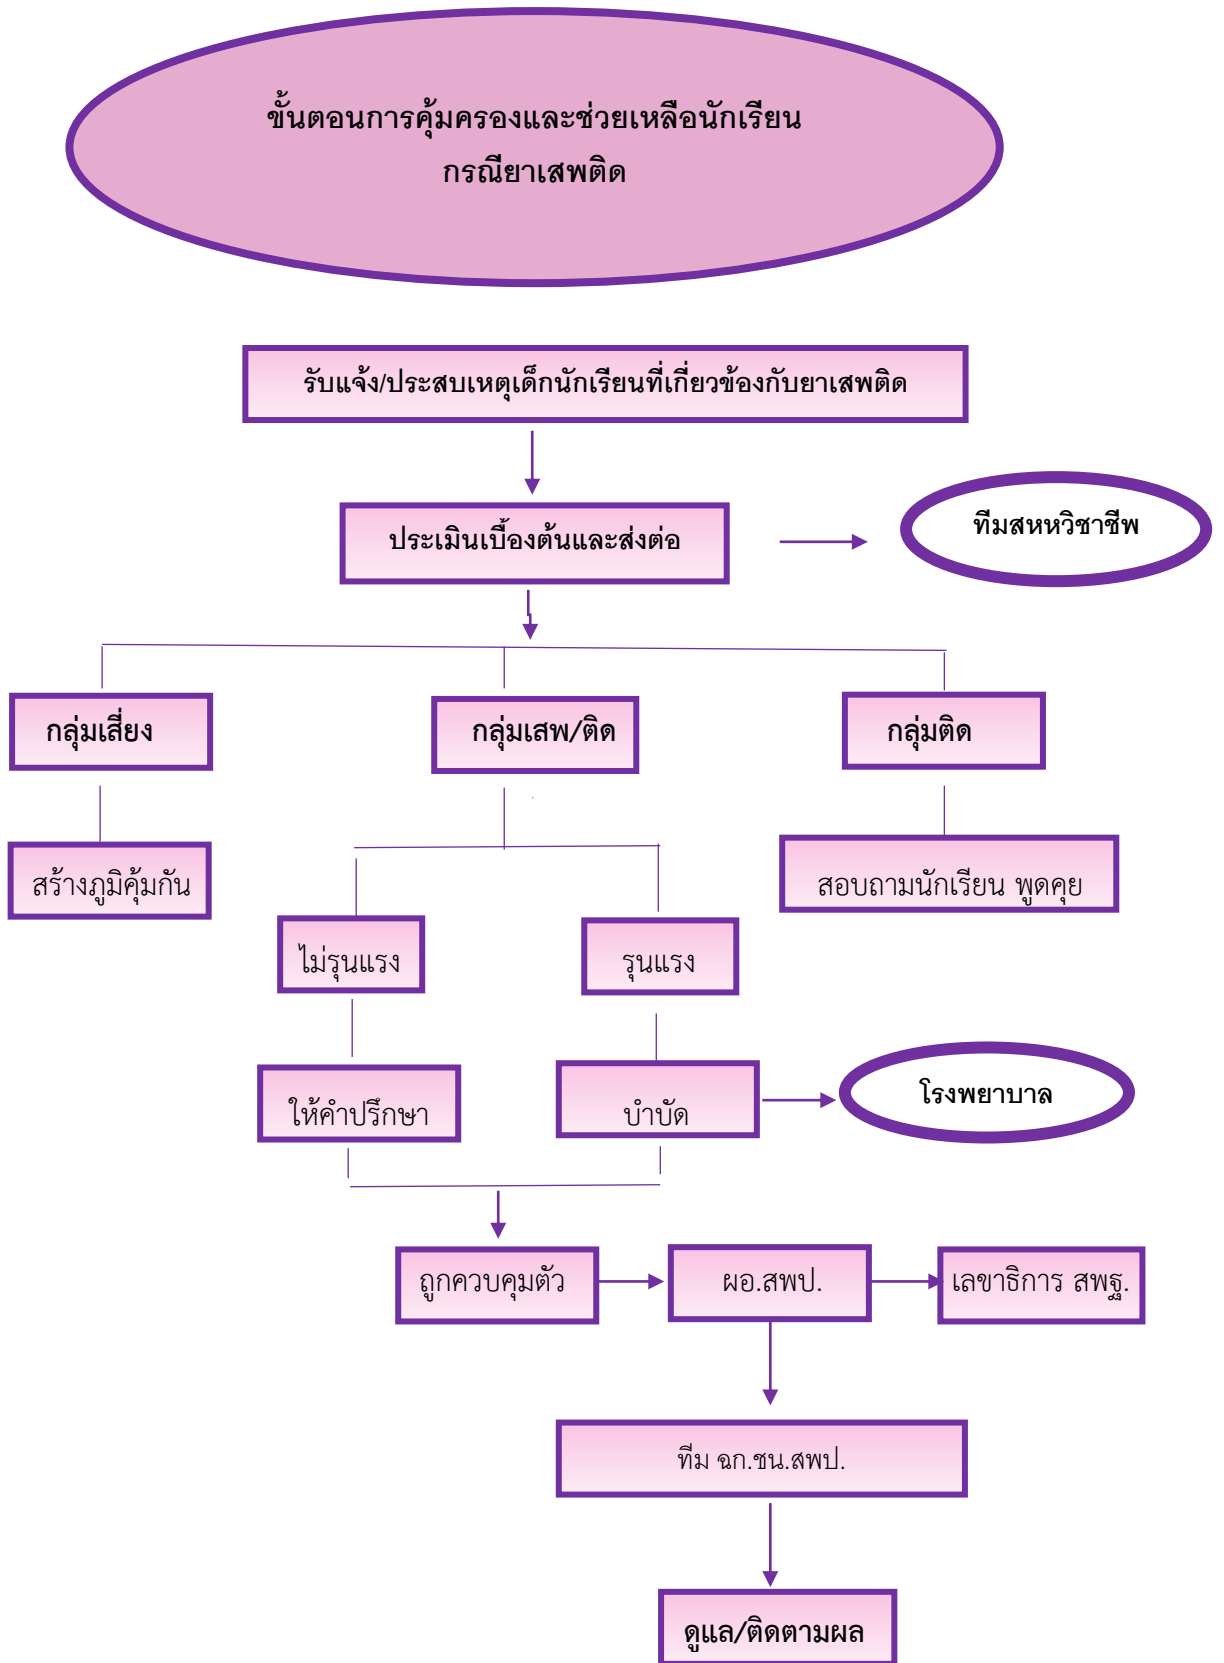 ขั้นตอนการคุ้มครองและช่วยเหลือนักเรียน
กรณียาเสพติด
รับแจ้ง/ประสบเหตุเด็กนักเรียนที่เกี่ยวข้องกับยาเสพติด
ประเมินเบื้องต้นและส่งต่อ
ทีมสหวิชาชีพ
กลุ่มเสี่ยง
กลุ่มเสพ/ติด
กลุ่มติด
สร้างภูมิคุ้มกัน
สอบถามนักเรียน พูดคุย
ไม่รุนแรง
รุนแรง
ให้คำปรึกษา
บำบัด
โรงพยาบาล
ถูกควบคุมตัว
ผอ.สพป.
เลขาธิการ สพฐ.
ทีม ฉก.ชน.สพป.
ดูแล/ติดตามผล